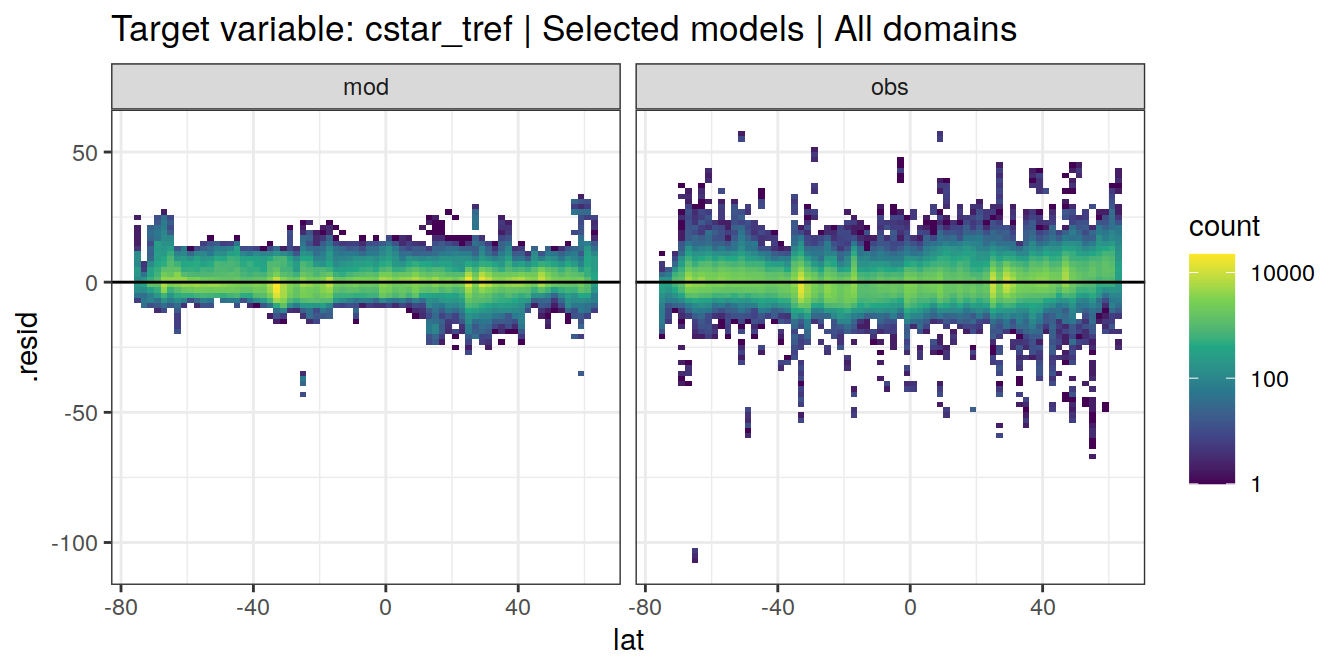 Target variable: cstar_tref | Selected models | All domains
mod
obs
50
0
-50
-100
.resid
-80
-40
0
40
-80
-40
0
40
lat
count
10000
100
1